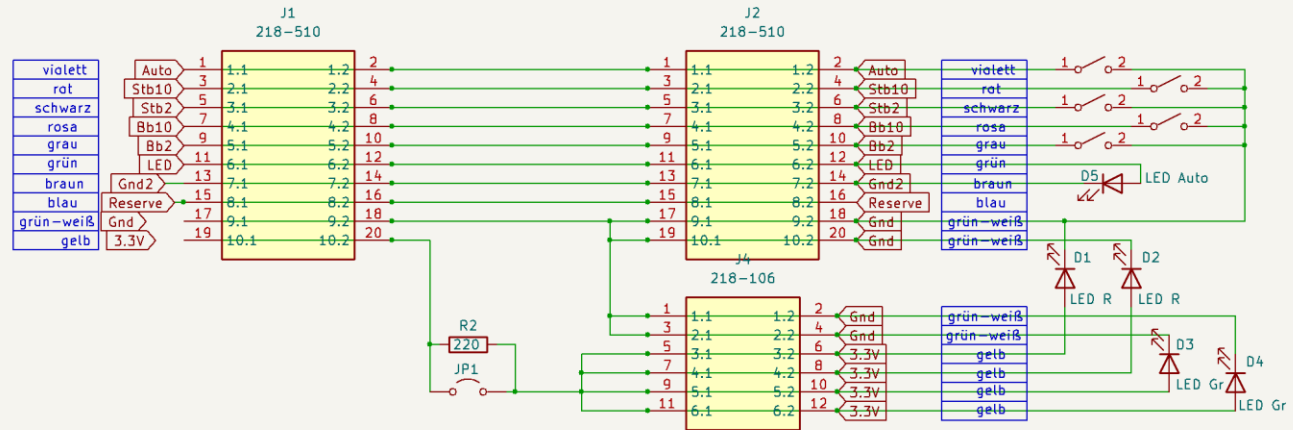 J1
218-510
J2
218-510
violett Auto 1 1.1 1.2 2 1 1.1 1.2 2 Auto violett 1 2
rot Stb10 3 2.1 2.2 4 3 2.1 2.2 4 Stb10 rot 1 2
schwarz Stb2 5 3.1 3.2 6 5 3.1 3.2 6 Stb2 schwarz 1 2
rosa Bb10 7 4.1 4.2 8 7 4.1 4.2 8 Bb10 rosa 1 2
grau Bb2 9 5.1 5.2 10 9 5.1 5.2 10 Bb2 grau 1 2
grün LED 11 6.1 6.2 12 11 6.1 6.2 12 LED grün
braun Gnd2 13 7.1 7.2 14 13 7.1 7.2 14 Gnd2 braun D5 LED Auto
blau Reserve 15 8.1 8.2 16 15 8.1 8.2 16 Reserve blau
grün-weiß Gnd 17 9.1 9.2 18 17 9.1 9.2 18 Gnd grün-weiß
gelb 3.3V 19 10.1 10.2 20 19 10.1 10.2 20 Gnd grün-weiß
J4
218-106
D1
LED R
D2
LED R
1 1.1 1.2 2 Gnd grün-weiß
3 2.1 2.2 4 Gnd grün-weiß
5 3.1 3.2 6 3.3V gelb
7 4.1 4.2 8 3.3V gelb
9 5.1 5.2 10 3.3V gelb
11 6.1 6.2 12 3.3V gelb
R2
220
JP1
D3
LED Gr
D4
LED Gr